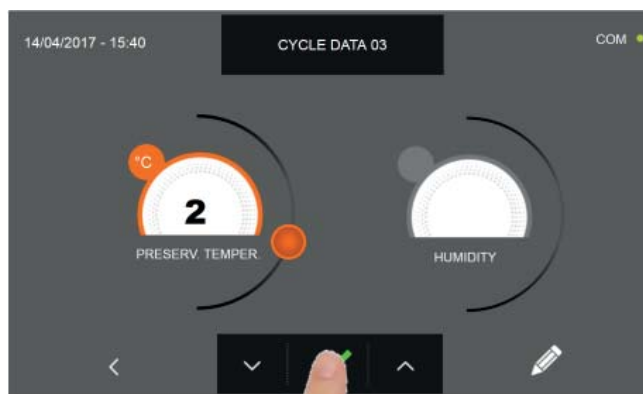 14/04/2017 - 15:40
CYCLE DATA 03
COM
°C
2
PRESERV. TEMPER.
HUMIDITY